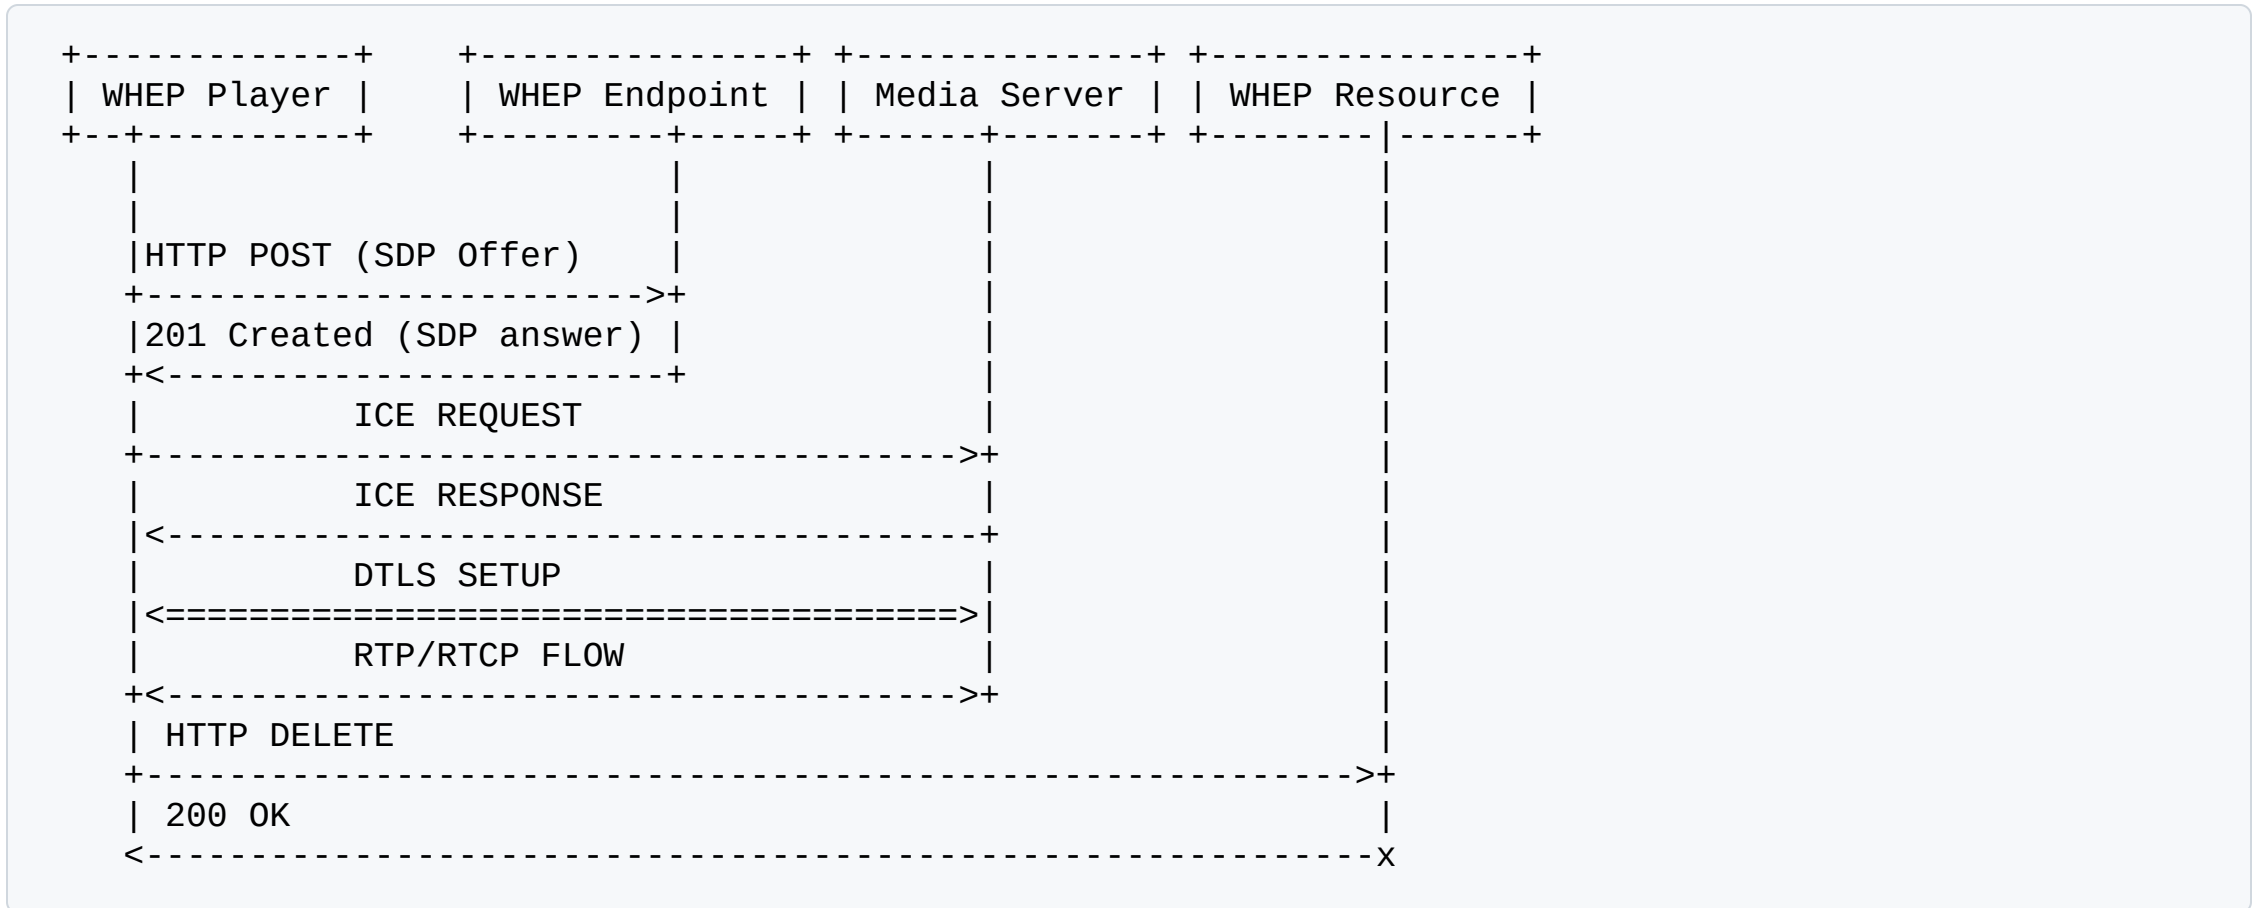 +-------------+    +---------------+ +--------------+ +---------------+
| WHEP Player |    | WHEP Endpoint | | Media Server | | WHEP Resource |
+--+----------+    +---------+-----+ +------+-------+ +--------|------+
   |                         |              |                  |
   |                         |              |                  |
   |HTTP POST (SDP Offer)    |              |                  |
   +------------------------>+              |                  |
   |201 Created (SDP answer) |              |                  |
   +<------------------------+              |                  |
   |          ICE REQUEST                   |                  |
   +--------------------------------------->+                  |
   |          ICE RESPONSE                  |                  |
   |<---------------------------------------+                  |
   |          DTLS SETUP                    |                  |
   |<======================================>|                  |
   |          RTP/RTCP FLOW                 |                  |
   +<-------------------------------------->+                  |
   | HTTP DELETE                                               |
   +---------------------------------------------------------->+
   | 200 OK                                                    |
   <-----------------------------------------------------------x